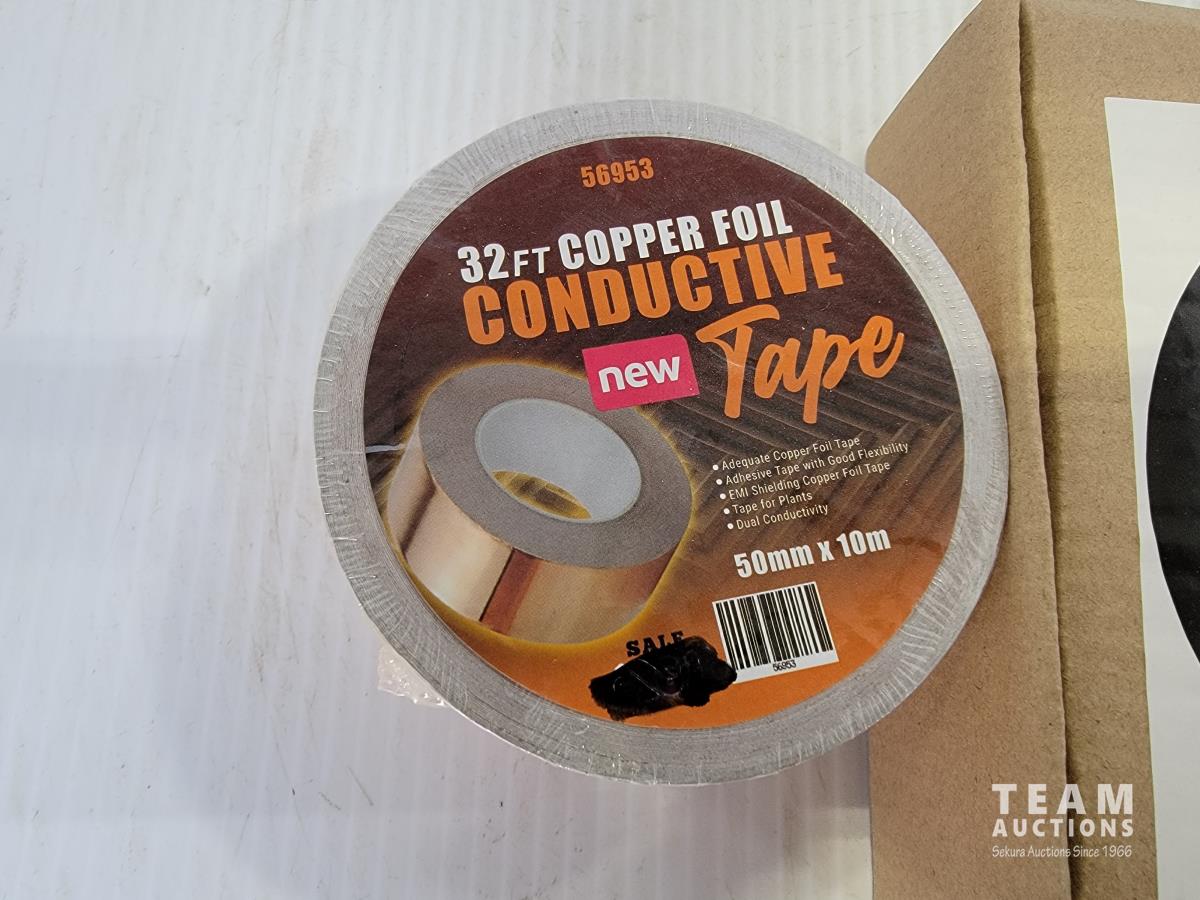 56953
32FT COPPER FOIL
CONDUCTIVE
new Tape
• Adequate Copper Foil Tape
• Adhesive Tape with Good Flexibility
• EMI Shielding Copper Foil Tape
• Tape for Plants
• Dual Conductivity
50mm x 10m
SALE
56953
TEAM
AUCTIONS
Sekura Auctions Since 1966